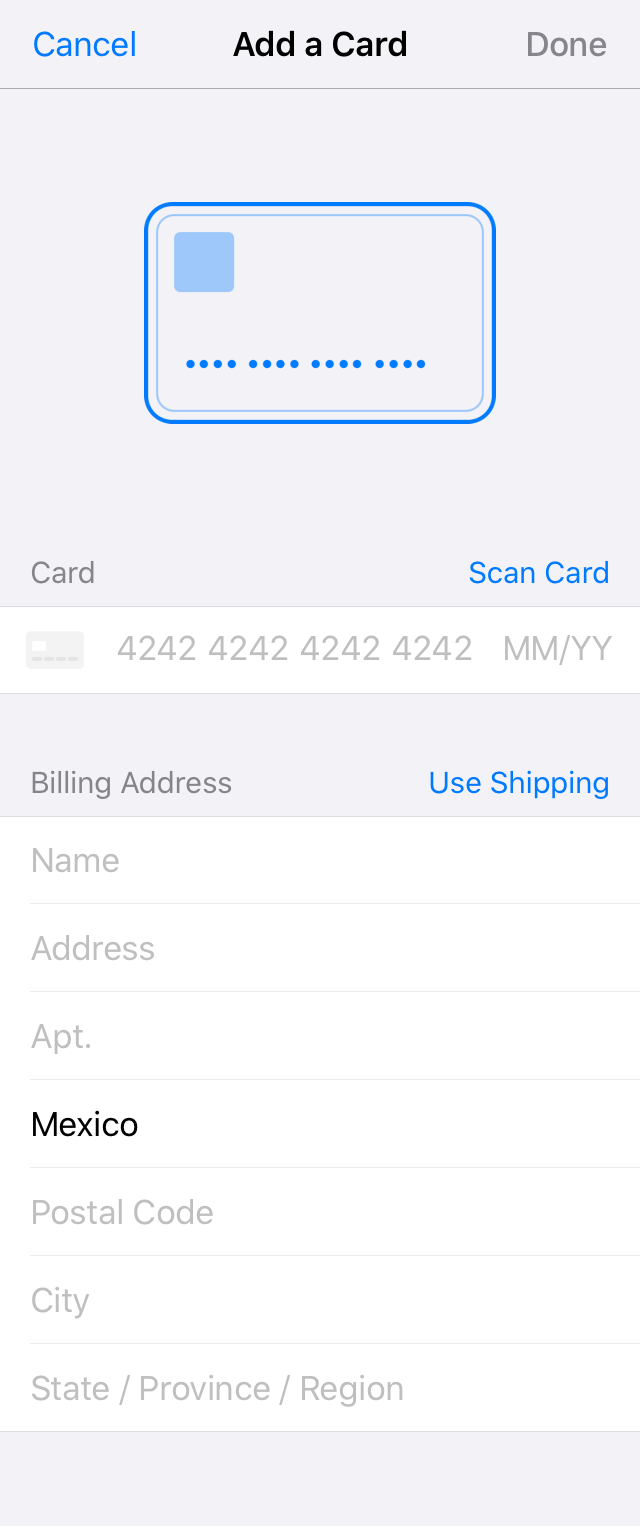 Cancel Add a Card Done
Card Scan Card
4242 4242 4242 4242 MM/YY
Billing Address Use Shipping
Name
Address
Apt.
Mexico
Postal Code
City
State / Province / Region